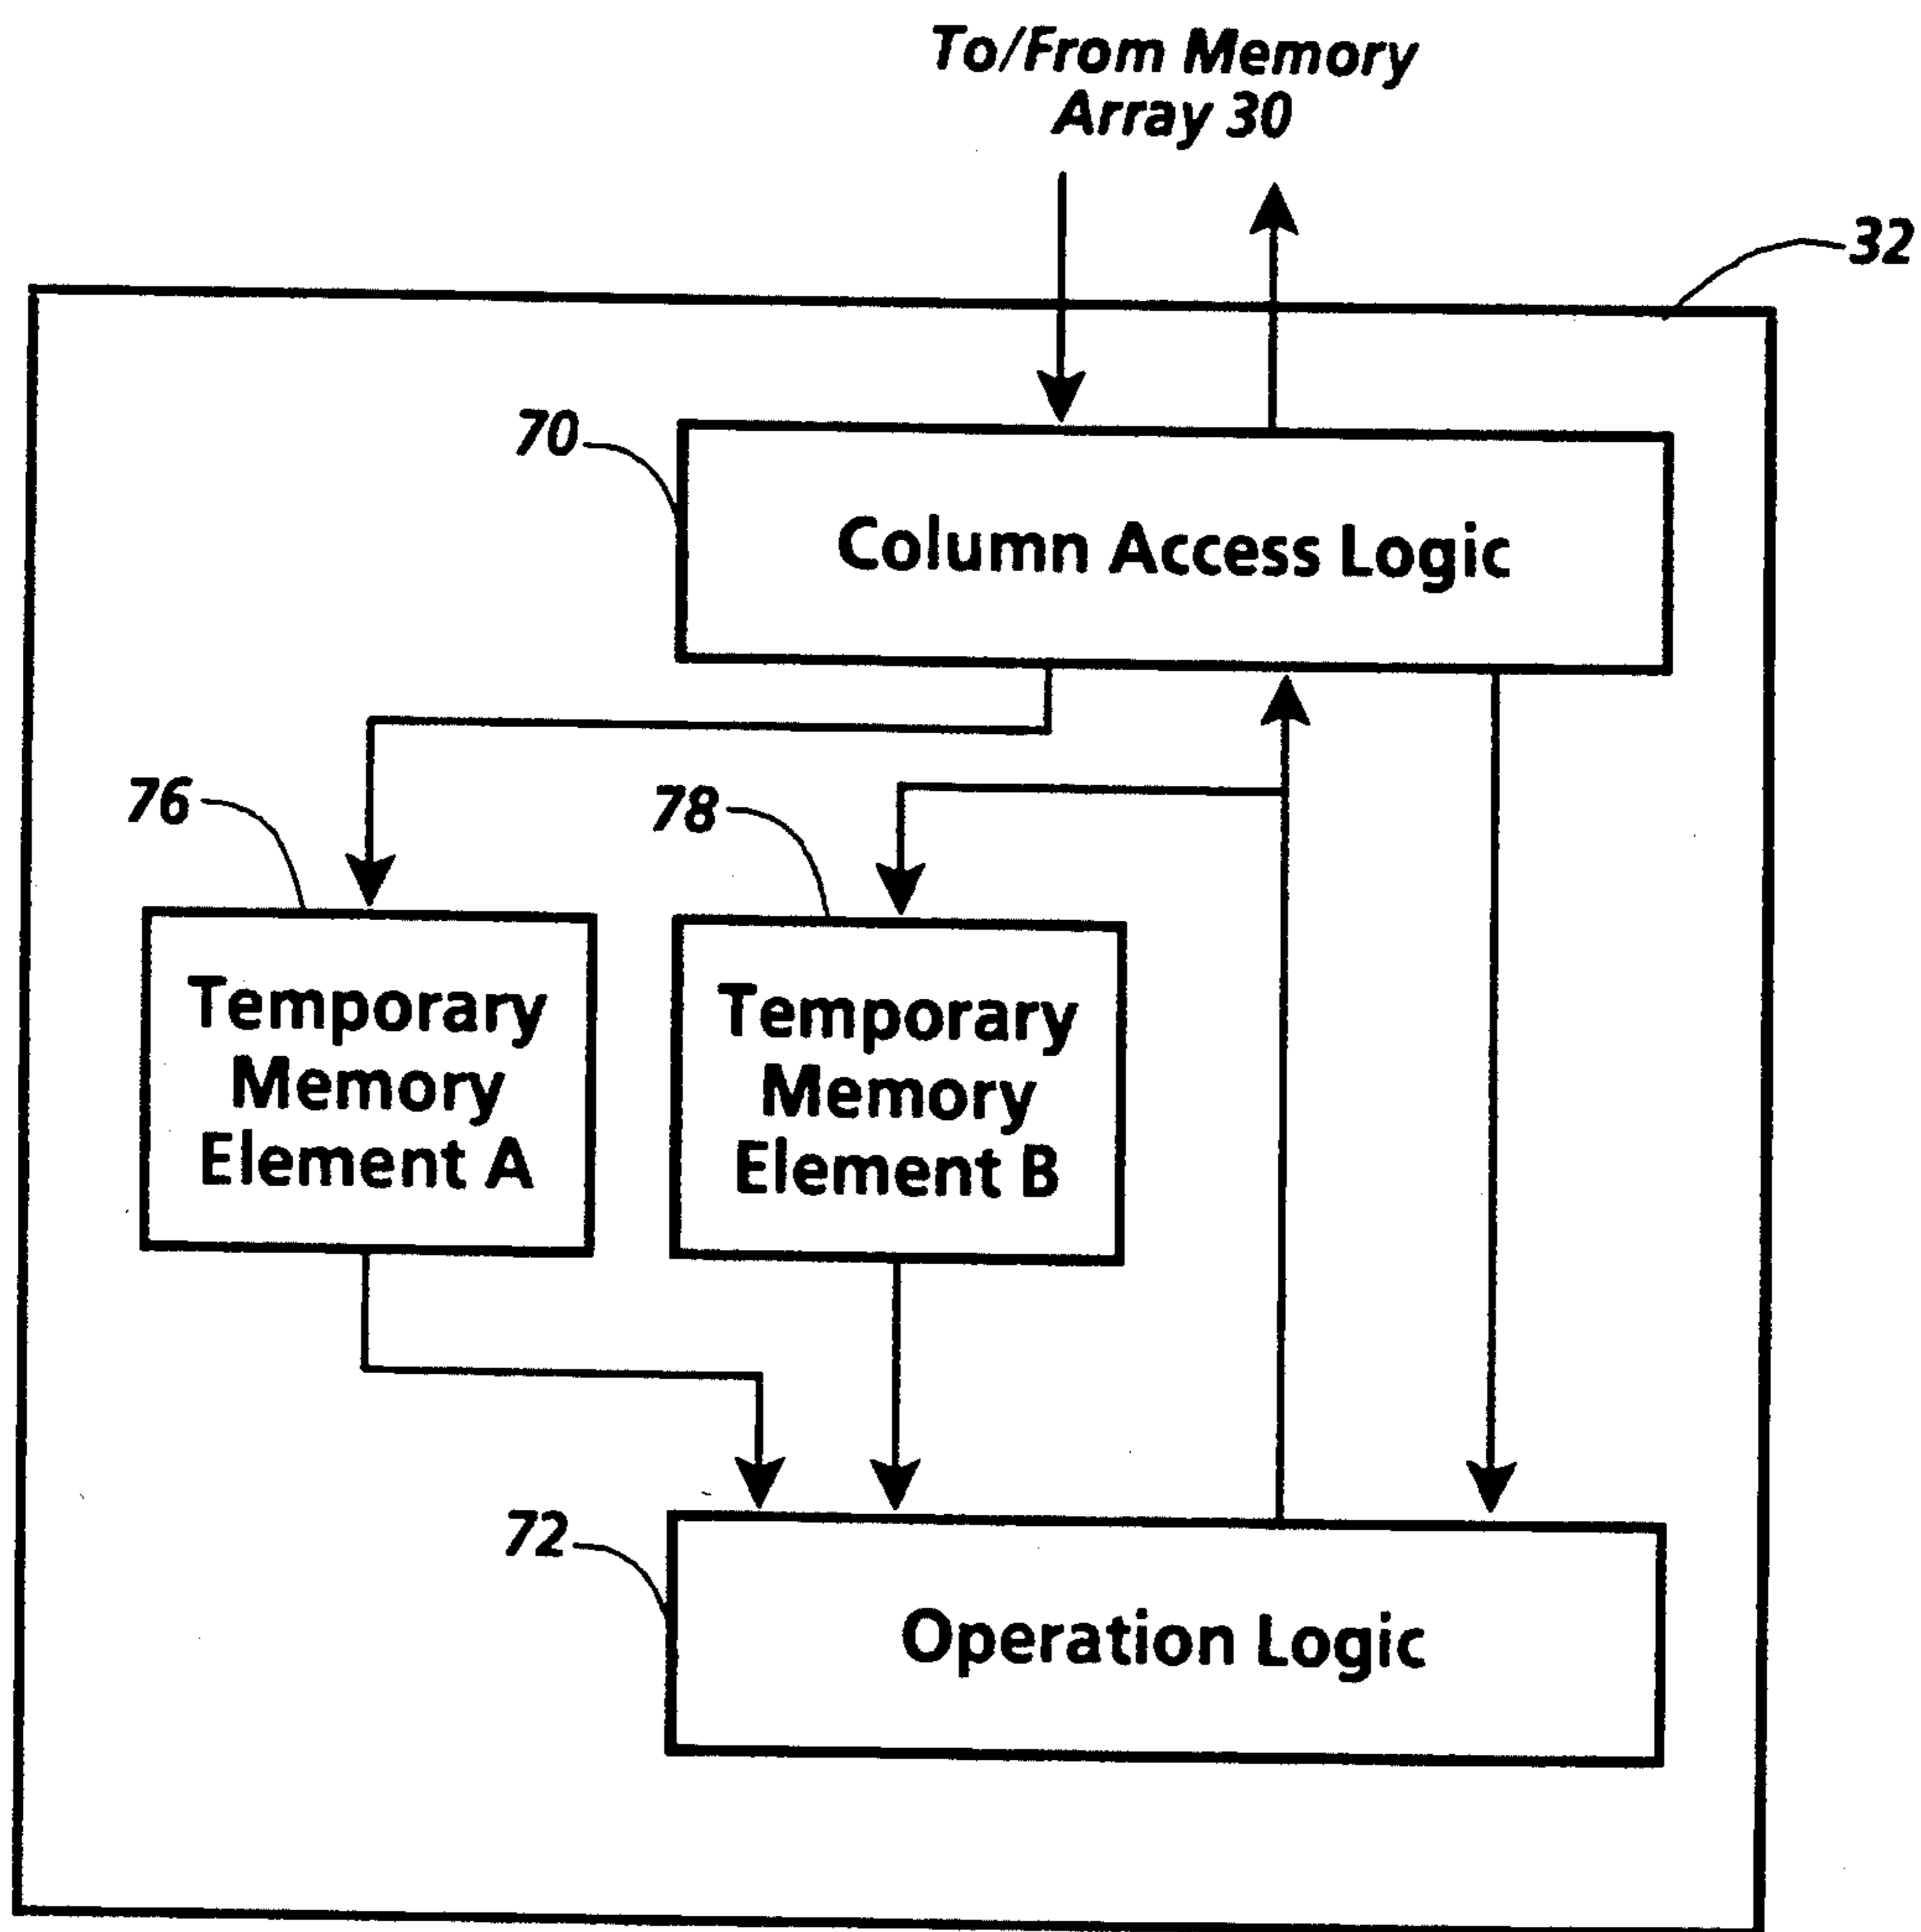 To/From Memory
Array 30
32
70
Column Access Logic
76
78
Temporary
Memory
Element A
Temporary
Memory
Element B
72
Operation Logic